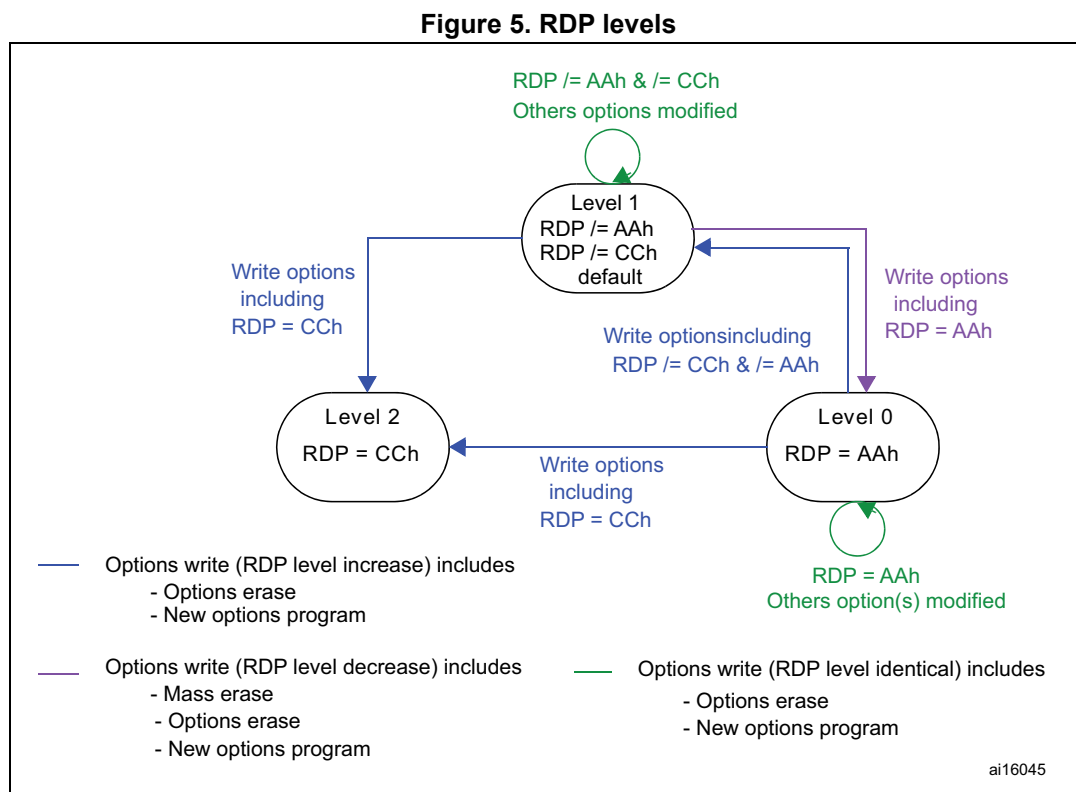 Figure 5. RDP levels
RDP /= AAh & /= CCh
Others options modified
Level 1
RDP /= AAh
RDP /= CCh
default
Write options
including
RDP = CCh
Write options
including
RDP = AAh
Write optionsincluding
RDP /= CCh & /= AAh
Level 2
RDP = CCh
Level 0
RDP = AAh
Write options
including
RDP = CCh
RDP = AAh
Others option(s) modified
Options write (RDP level increase) includes
- Options erase
- New options program
Options write (RDP level decrease) includes
- Mass erase
- Options erase
- New options program
Options write (RDP level identical) includes
- Options erase
- New options program
ai16045